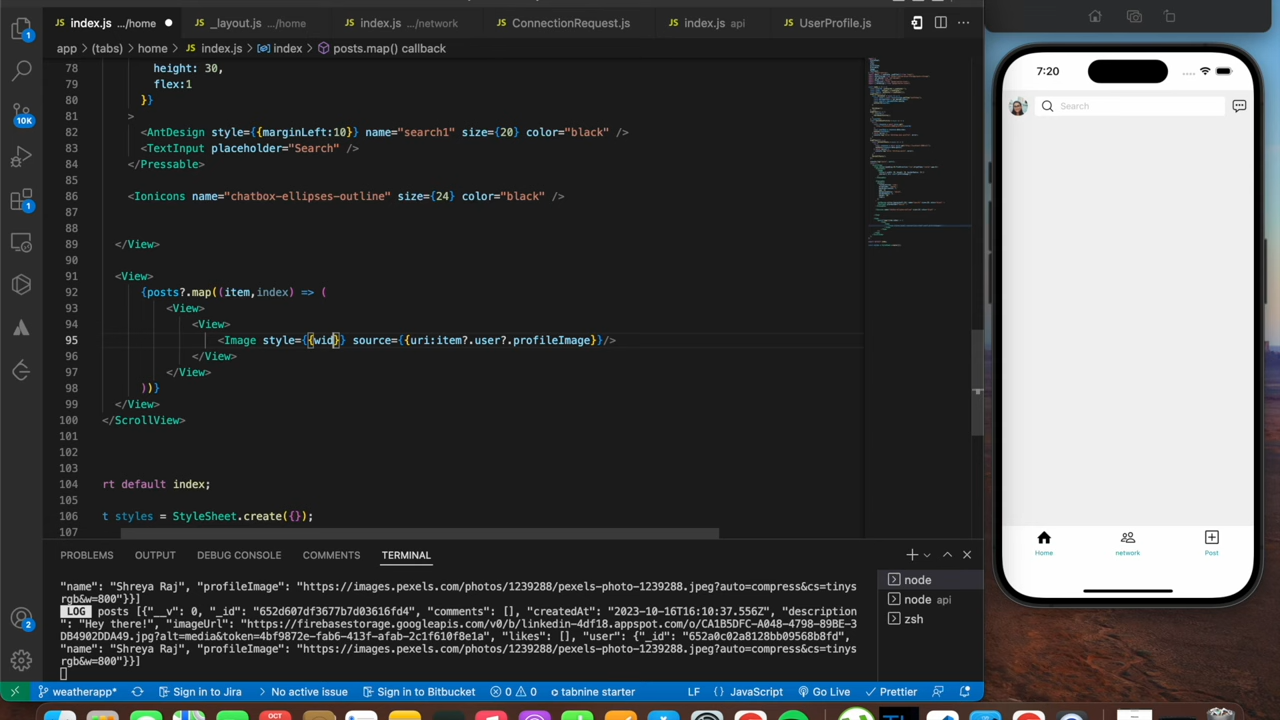 index.js .../home
_layout.js .../home
index.js .../network
ConnectionRequest.js
index.js api
UserProfile.js
app > (tabs) > home > index.js > index > posts.map() callback
78 height: 30,
79 flex:1
80 }}
81 >
82 <AntDesign style={{marginLeft:10}} name="search1" size={20} color="black" />
83 <TextInput placeholder="Search" />
84 </Pressable>
85
86 <Ionicons name="chatbox-ellipses-outline" size={24} color="black" />
87
88
89 </View>
90
91 <View>
92 {posts?.map((item,index) => (
93 <View>
94 <View>
95 <Image style={{wid}} source={{uri:item?.user?.profileImage}}/>
96 </View>
97 </View>
98 ))}
99 </View>
100 </ScrollView>
101
102
103
104 rt default index;
105
106 t styles = StyleSheet.create({});
107
PROBLEMS OUTPUT DEBUG CONSOLE COMMENTS TERMINAL
"name": "Shreya Raj", "profileImage": "https://images.pexels.com/photos/1239288/pexels-photo-1239288.jpeg?auto=compress&cs=tinys
rgb&w=800"}}]
LOG posts [{"__v": 0, "_id": "652d607df3677b7d03616fd4", "comments": [], "createdAt": "2023-10-16T16:10:37.556Z", "description
": "Hey there!", "imageUrl": "https://firebasestorage.googleapis.com/v0/b/linkedin-4df18.appspot.com/o/CA1B5DFC-A048-4798-89BE-3
DB4902DDA49.jpg?alt=media&token=4bf9872e-fab6-413f-afab-2c1f610f8e1a", "likes": [], "user": {"_id": "652a0c02a8128bb09568b8fd",
"name": "Shreya Raj", "profileImage": "https://images.pexels.com/photos/1239288/pexels-photo-1239288.jpeg?auto=compress&cs=tinys
rgb&w=800"}}]
node
node api
zsh
weatherapp* Sign in to Jira No active issue Sign in to Bitbucket 0 0 tabnine starter LF {} JavaScript Go Live Prettier
1
10K
1
2
7:20
Search
Home network Post
OCT